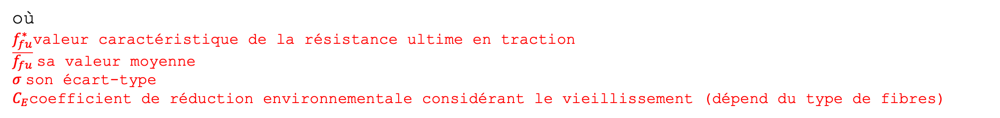 où
f*fu valeur caractéristique de la résistance ultime en traction
f̅fu sa valeur moyenne
σ son écart-type
CE coefficient de réduction environnementale considérant le vieillissement (dépend du type de fibres)